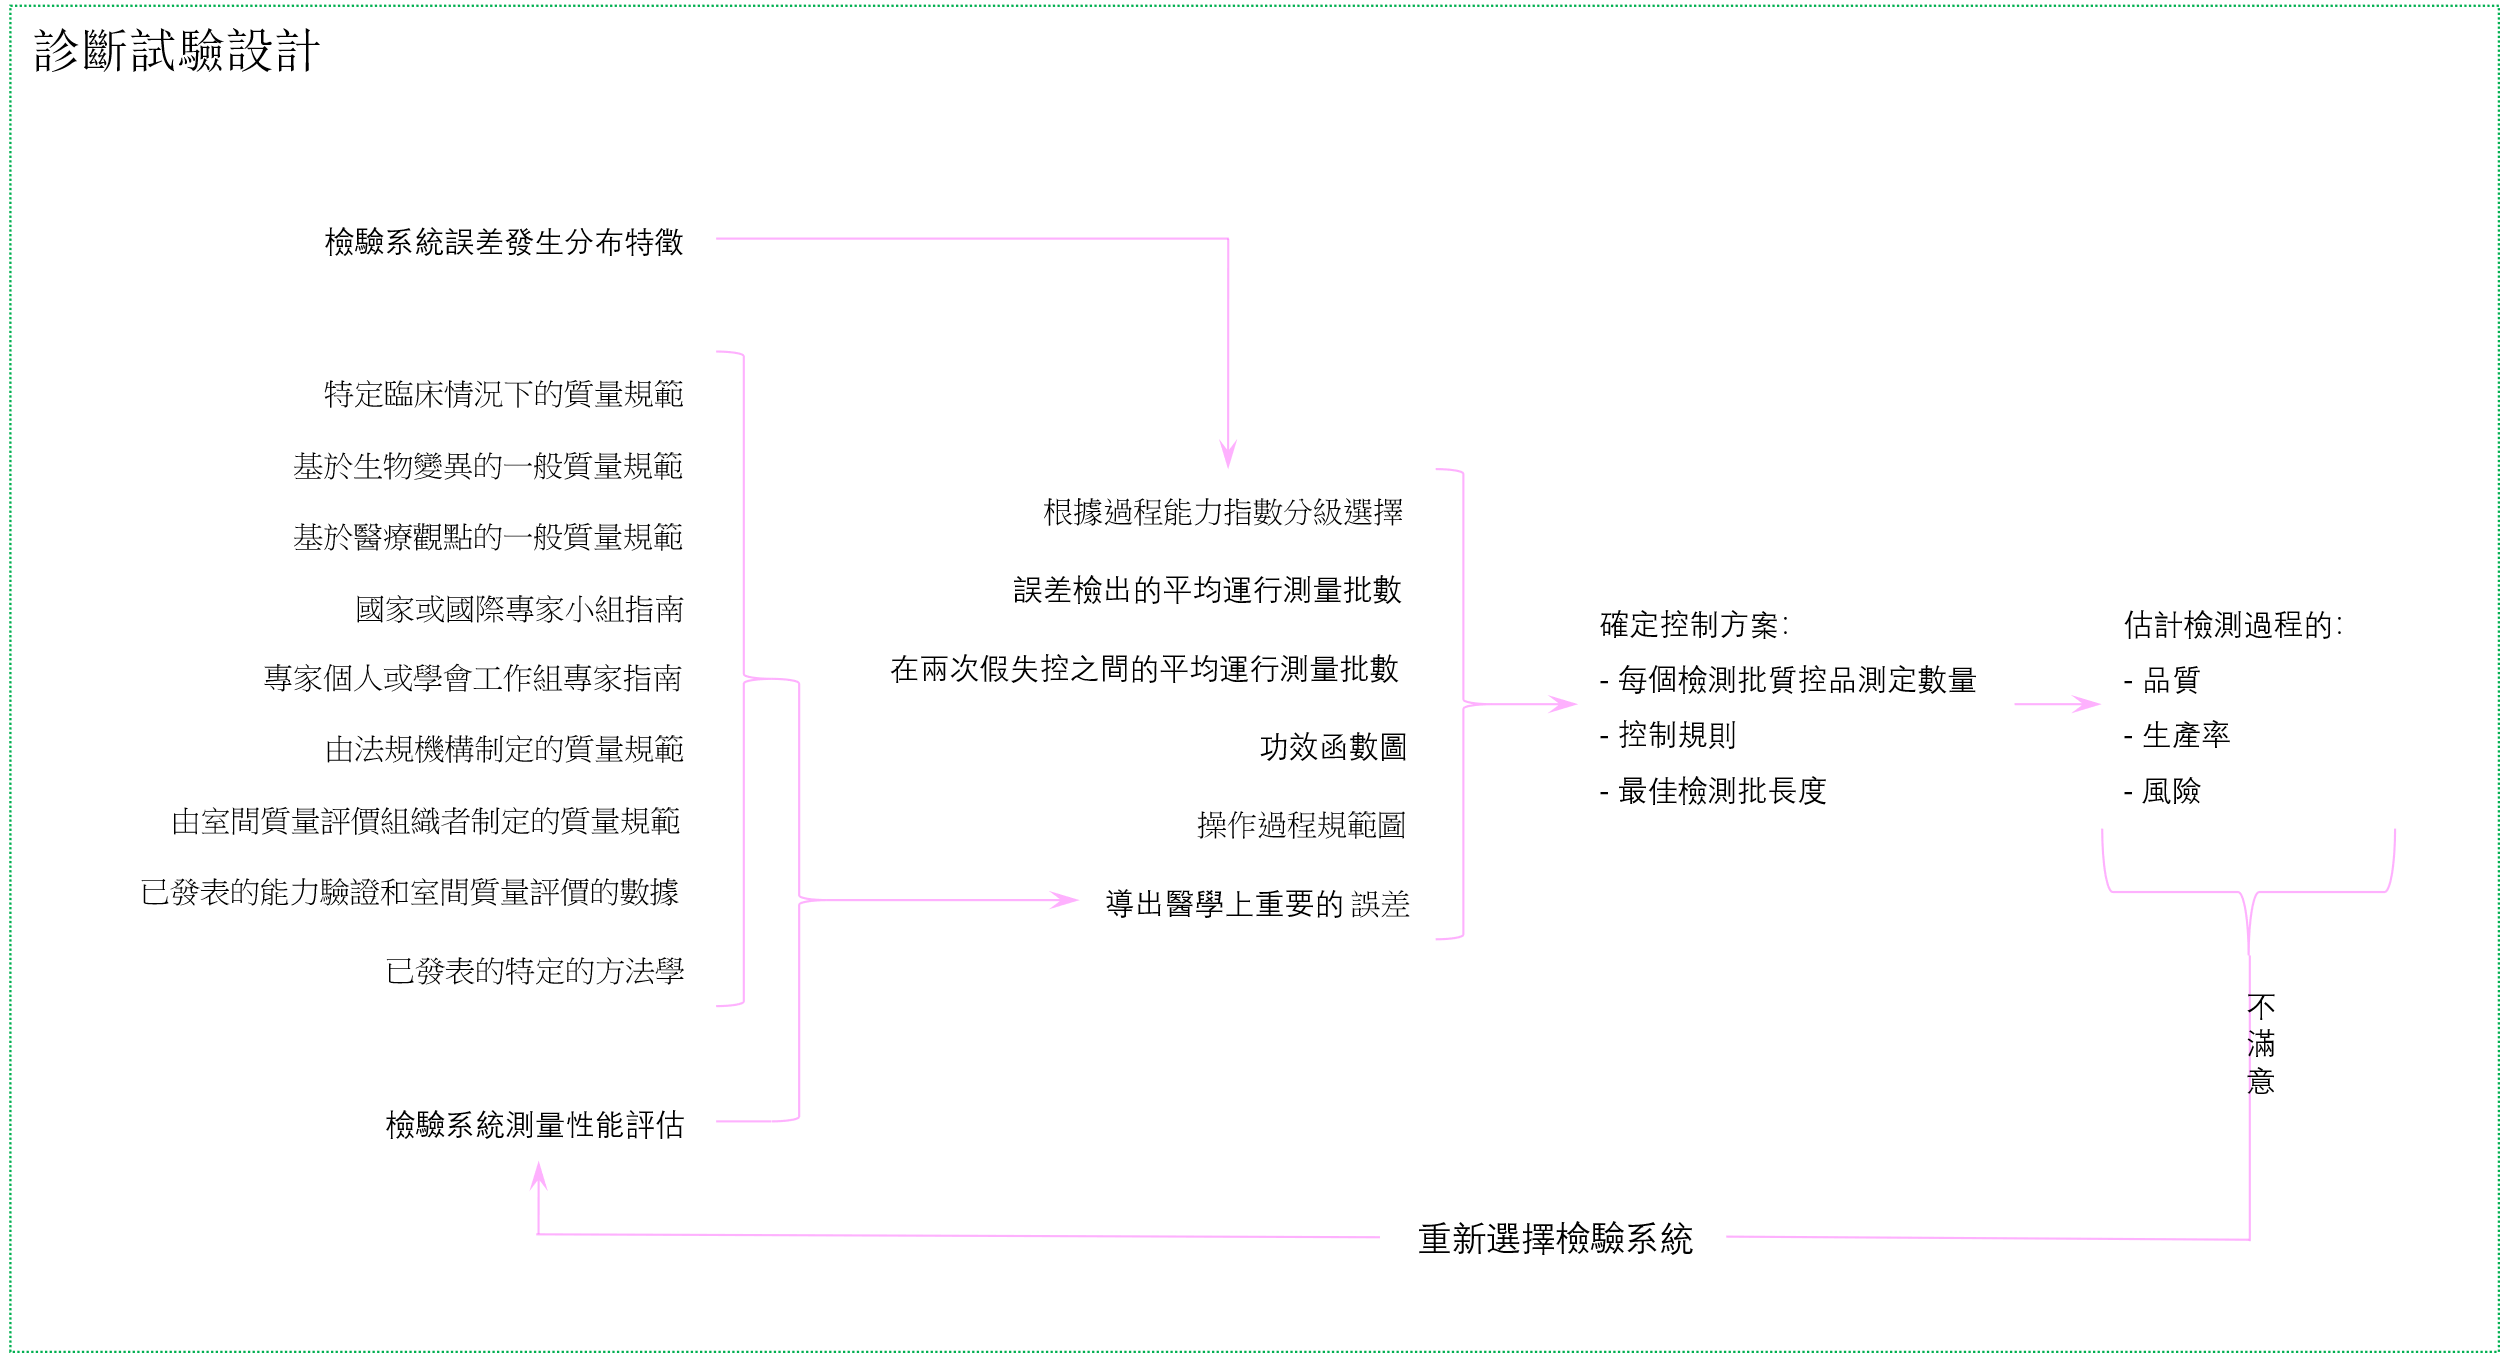 診斷試驗設計
檢驗系統誤差發生分布特徵
特定臨床情況下的質量規範
基於生物變異的一般質量規範
基於醫療觀點的一般質量規範
國家或國際專家小組指南
專家個人或學會工作組專家指南
由法規機構制定的質量規範
由室間質量評價組織者制定的質量規範
已發表的能力驗證和室間質量評價的數據
已發表的特定的方法學
檢驗系統測量性能評估
根據過程能力指數分級選擇
誤差檢出的平均運行測量批數
在兩次假失控之間的平均運行測量批數
功效函數圖
操作過程規範圖
導出醫學上重要的 誤差
確定控制方案:
- 每個檢測批質控品測定數量
- 控制規則
- 最佳檢測批長度
估計檢測過程的:
- 品質
- 生產率
- 風險
不滿意
重新選擇檢驗系統